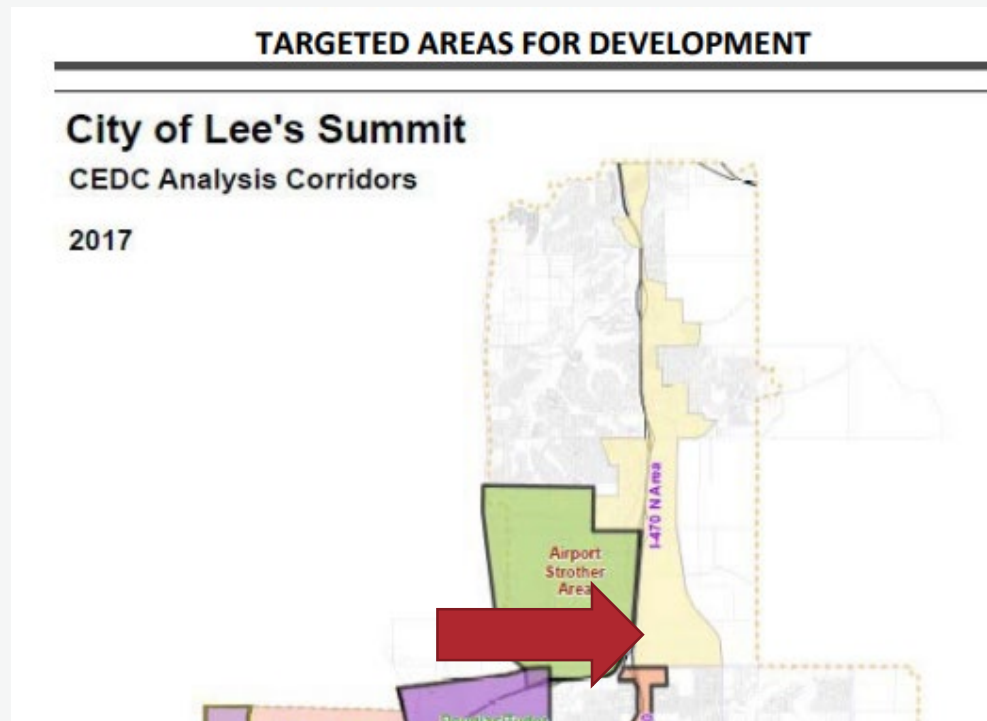 TARGETED AREAS FOR DEVELOPMENT
City of Lee's Summit
CEDC Analysis Corridors
2017
I-470 N Area
Airport
Strother
Area